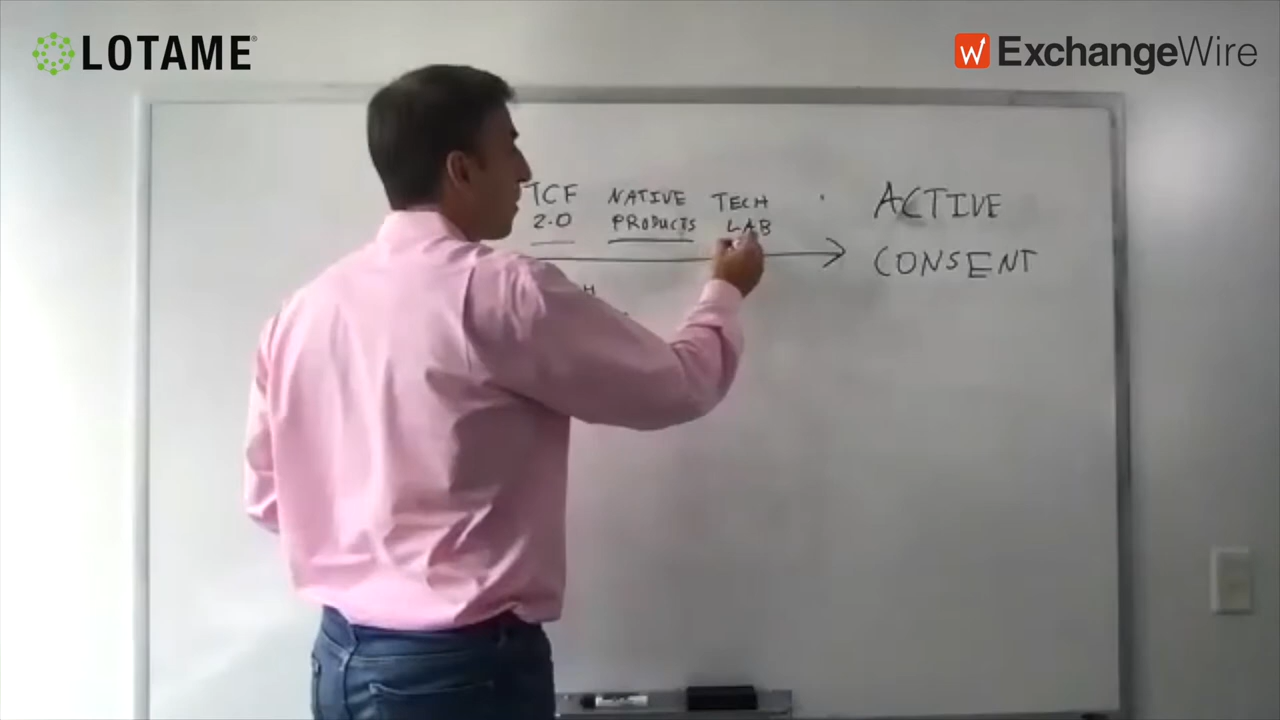 LOTAME
ExchangeWire
TCF NATIVE TECH ACTIVE
2.0 PRODUCTS LAB CONSENT
H